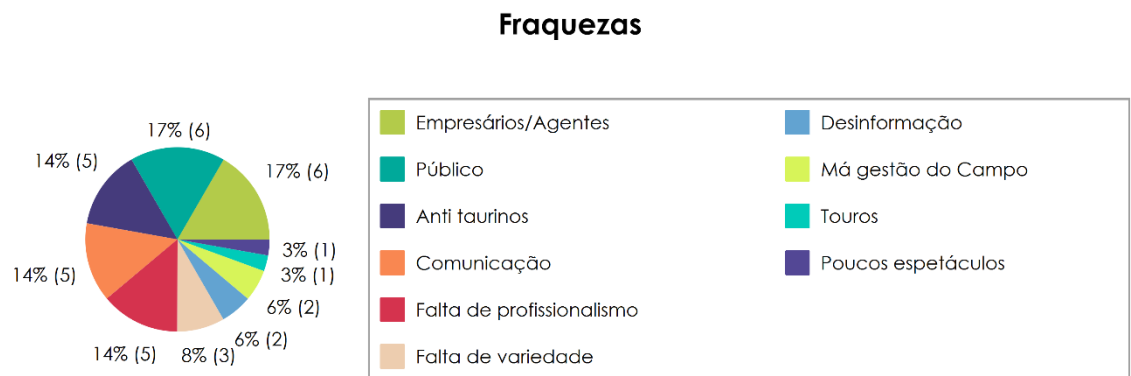 Fraquezas
17% (6)
17% (6)
14% (5)
14% (5)
14% (5)
8% (3)
6% (2)
6% (2)
3% (1)
3% (1)
Empresários/Agentes
Público
Anti taurinos
Comunicação
Falta de profissionalismo
Falta de variedade
Desinformação
Má gestão do Campo
Touros
Poucos espetáculos